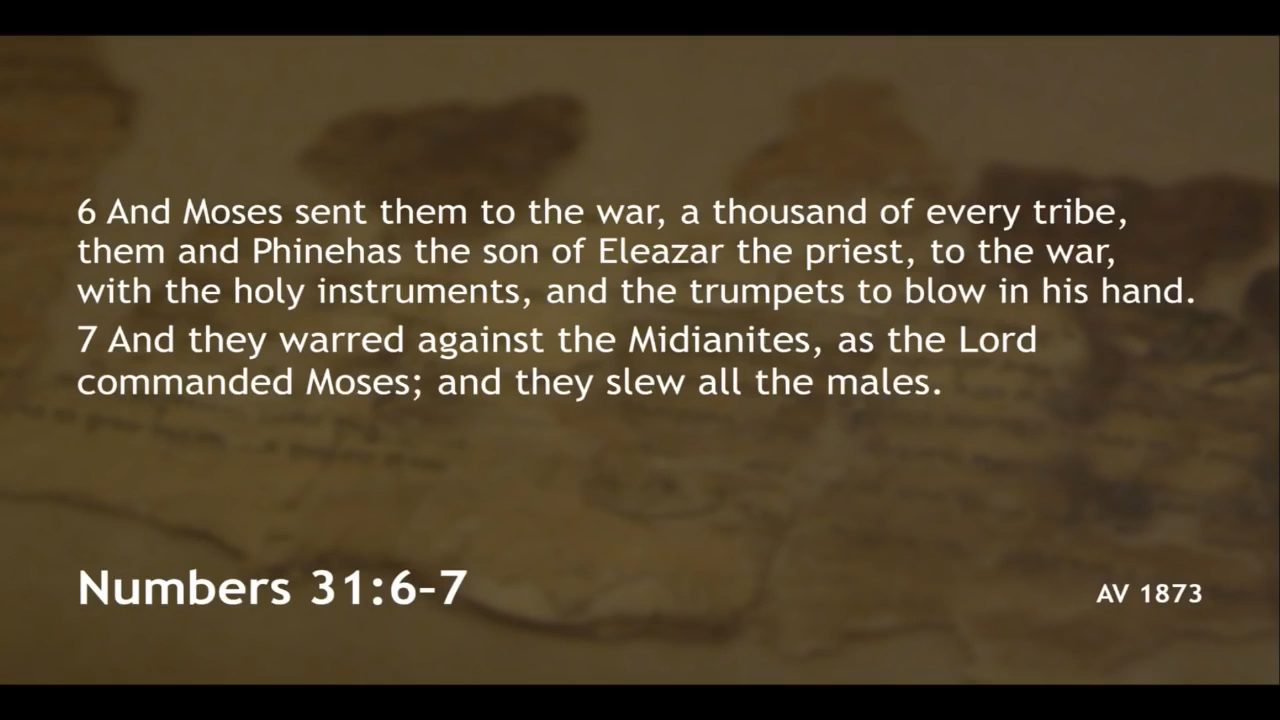 6 And Moses sent them to the war, a thousand of every tribe,
them and Phinehas the son of Eleazar the priest, to the war,
with the holy instruments, and the trumpets to blow in his hand.
7 And they warred against the Midianites, as the Lord
commanded Moses; and they slew all the males.
Numbers 31:6–7
AV 1873